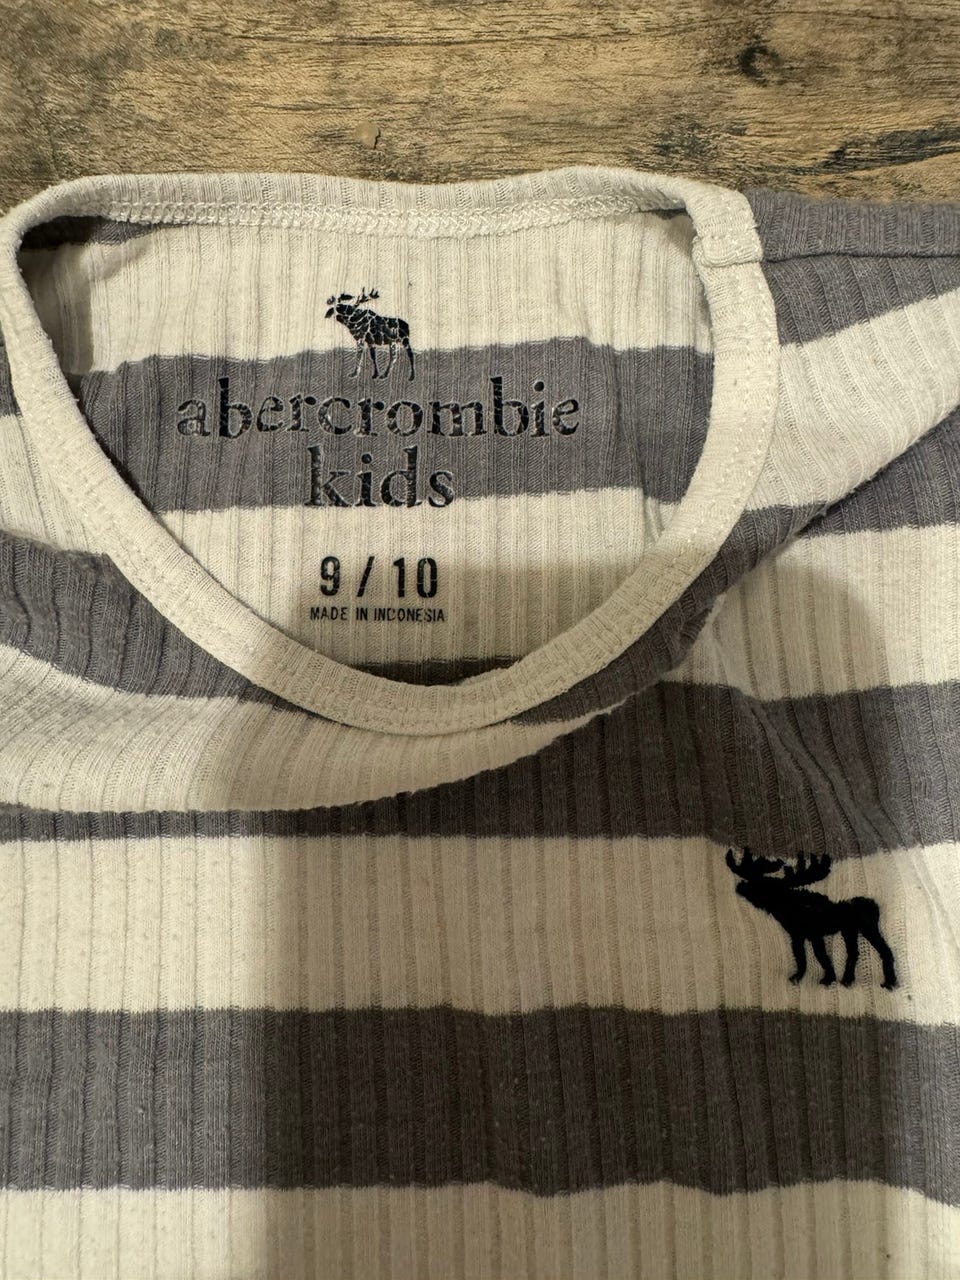 abercrombie
kids
9 / 10
MADE IN INDONESIA